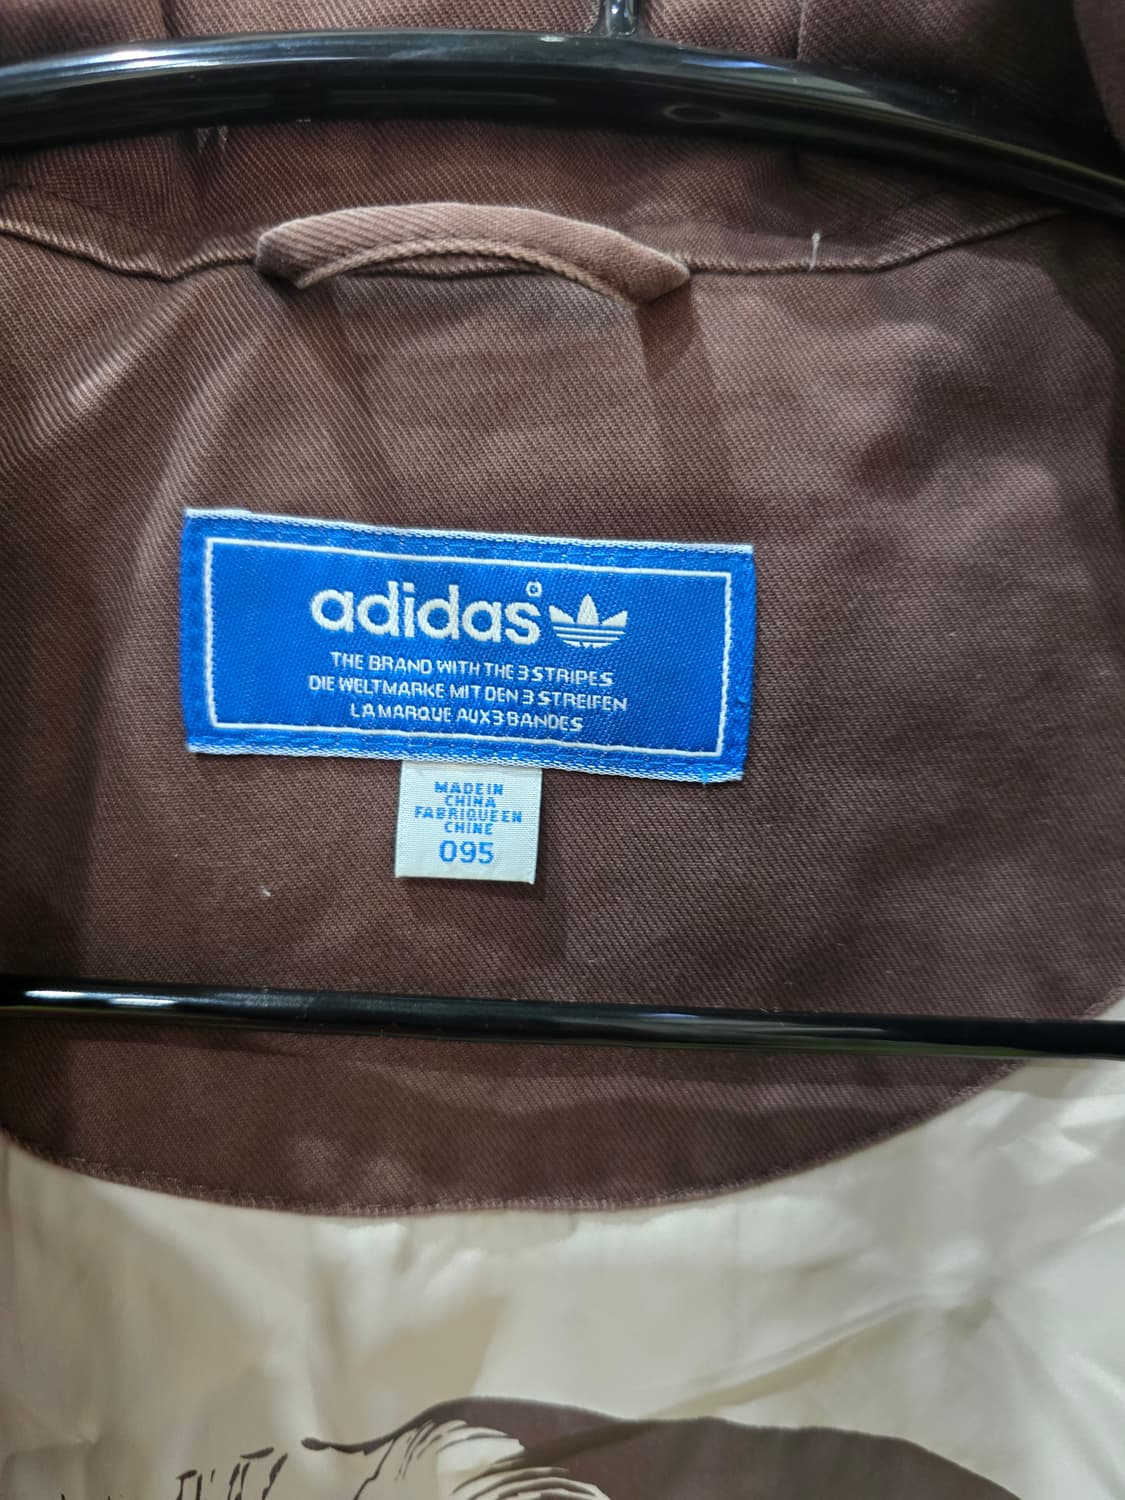 adidas®
THE BRAND WITH THE 3 STRIPES
DIE WELTMARKE MIT DEN 3 STREIFEN
LA MARQUE AUX 3 BANDES
MADE IN
CHINA
FABRIQUE EN
CHINE
095